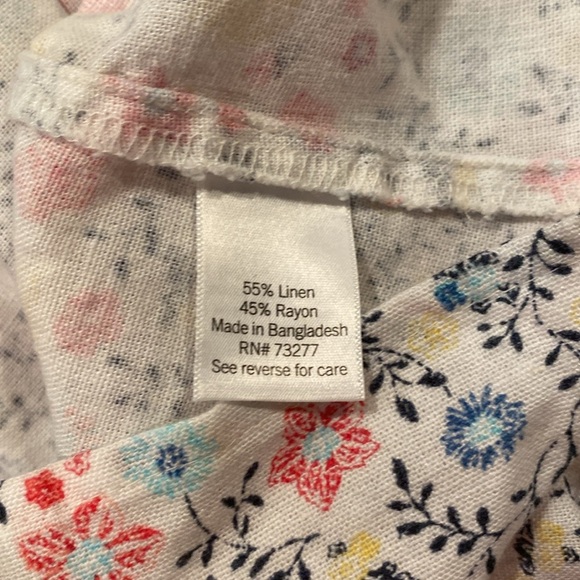 55% Linen
45% Rayon
Made in Bangladesh
RN# 73277
See reverse for care